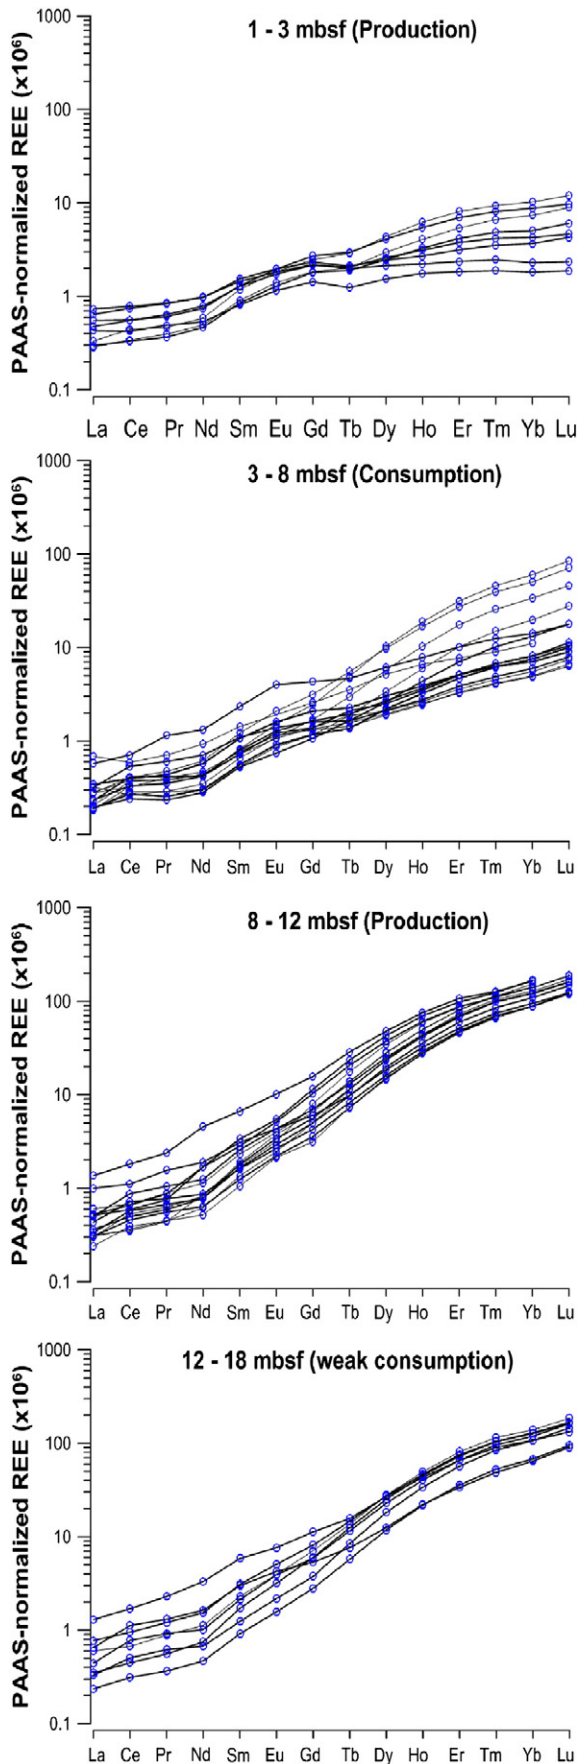 1 - 3 mbsf (Production)
PAAS-normalized REE (x10⁶)
1000
100
10
1
0.1
La Ce Pr Nd Sm Eu Gd Tb Dy Ho Er Tm Yb Lu
3 - 8 mbsf (Consumption)
PAAS-normalized REE (x10⁶)
1000
100
10
1
0.1
La Ce Pr Nd Sm Eu Gd Tb Dy Ho Er Tm Yb Lu
8 - 12 mbsf (Production)
PAAS-normalized REE (x10⁶)
1000
100
10
1
0.1
La Ce Pr Nd Sm Eu Gd Tb Dy Ho Er Tm Yb Lu
12 - 18 mbsf (weak consumption)
PAAS-normalized REE (x10⁶)
1000
100
10
1
0.1
La Ce Pr Nd Sm Eu Gd Tb Dy Ho Er Tm Yb Lu